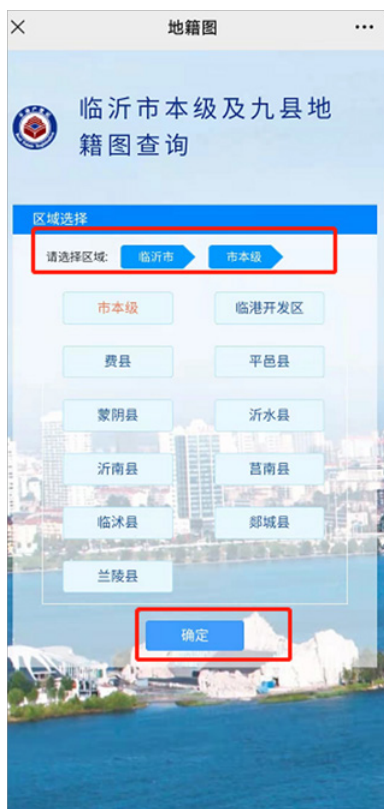 地籍图
临沂市本级及九县地
籍图查询
区域选择
请选择区域: 临沂市 市本级
市本级 临港开发区
费县 平邑县
蒙阴县 沂水县
沂南县 莒南县
临沭县 郯城县
兰陵县
确定